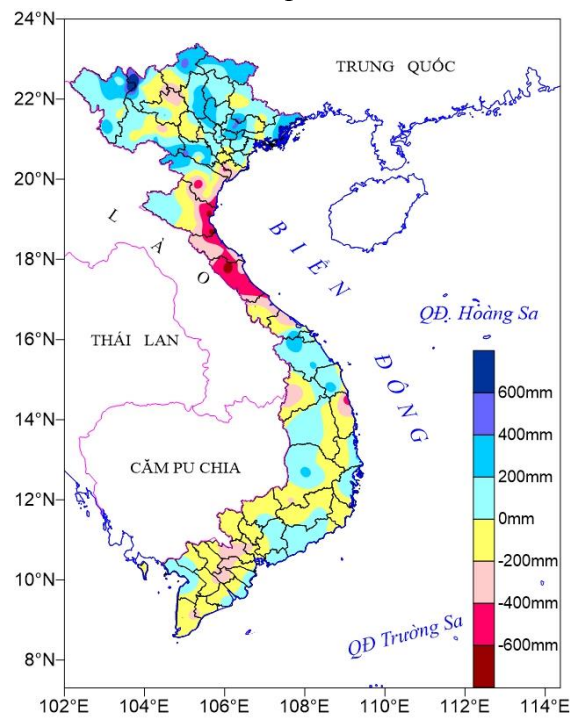 24°N
22°N
20°N
18°N
16°N
14°N
12°N
10°N
8°N
102°E
104°E
106°E
108°E
110°E
112°E
114°E
TRUNG QUỐC
LÀO
BIỂN ĐÔNG
THÁI LAN
CĂM PU CHIA
QĐ. Hoàng Sa
QĐ Trường Sa
600mm
400mm
200mm
0mm
-200mm
-400mm
-600mm